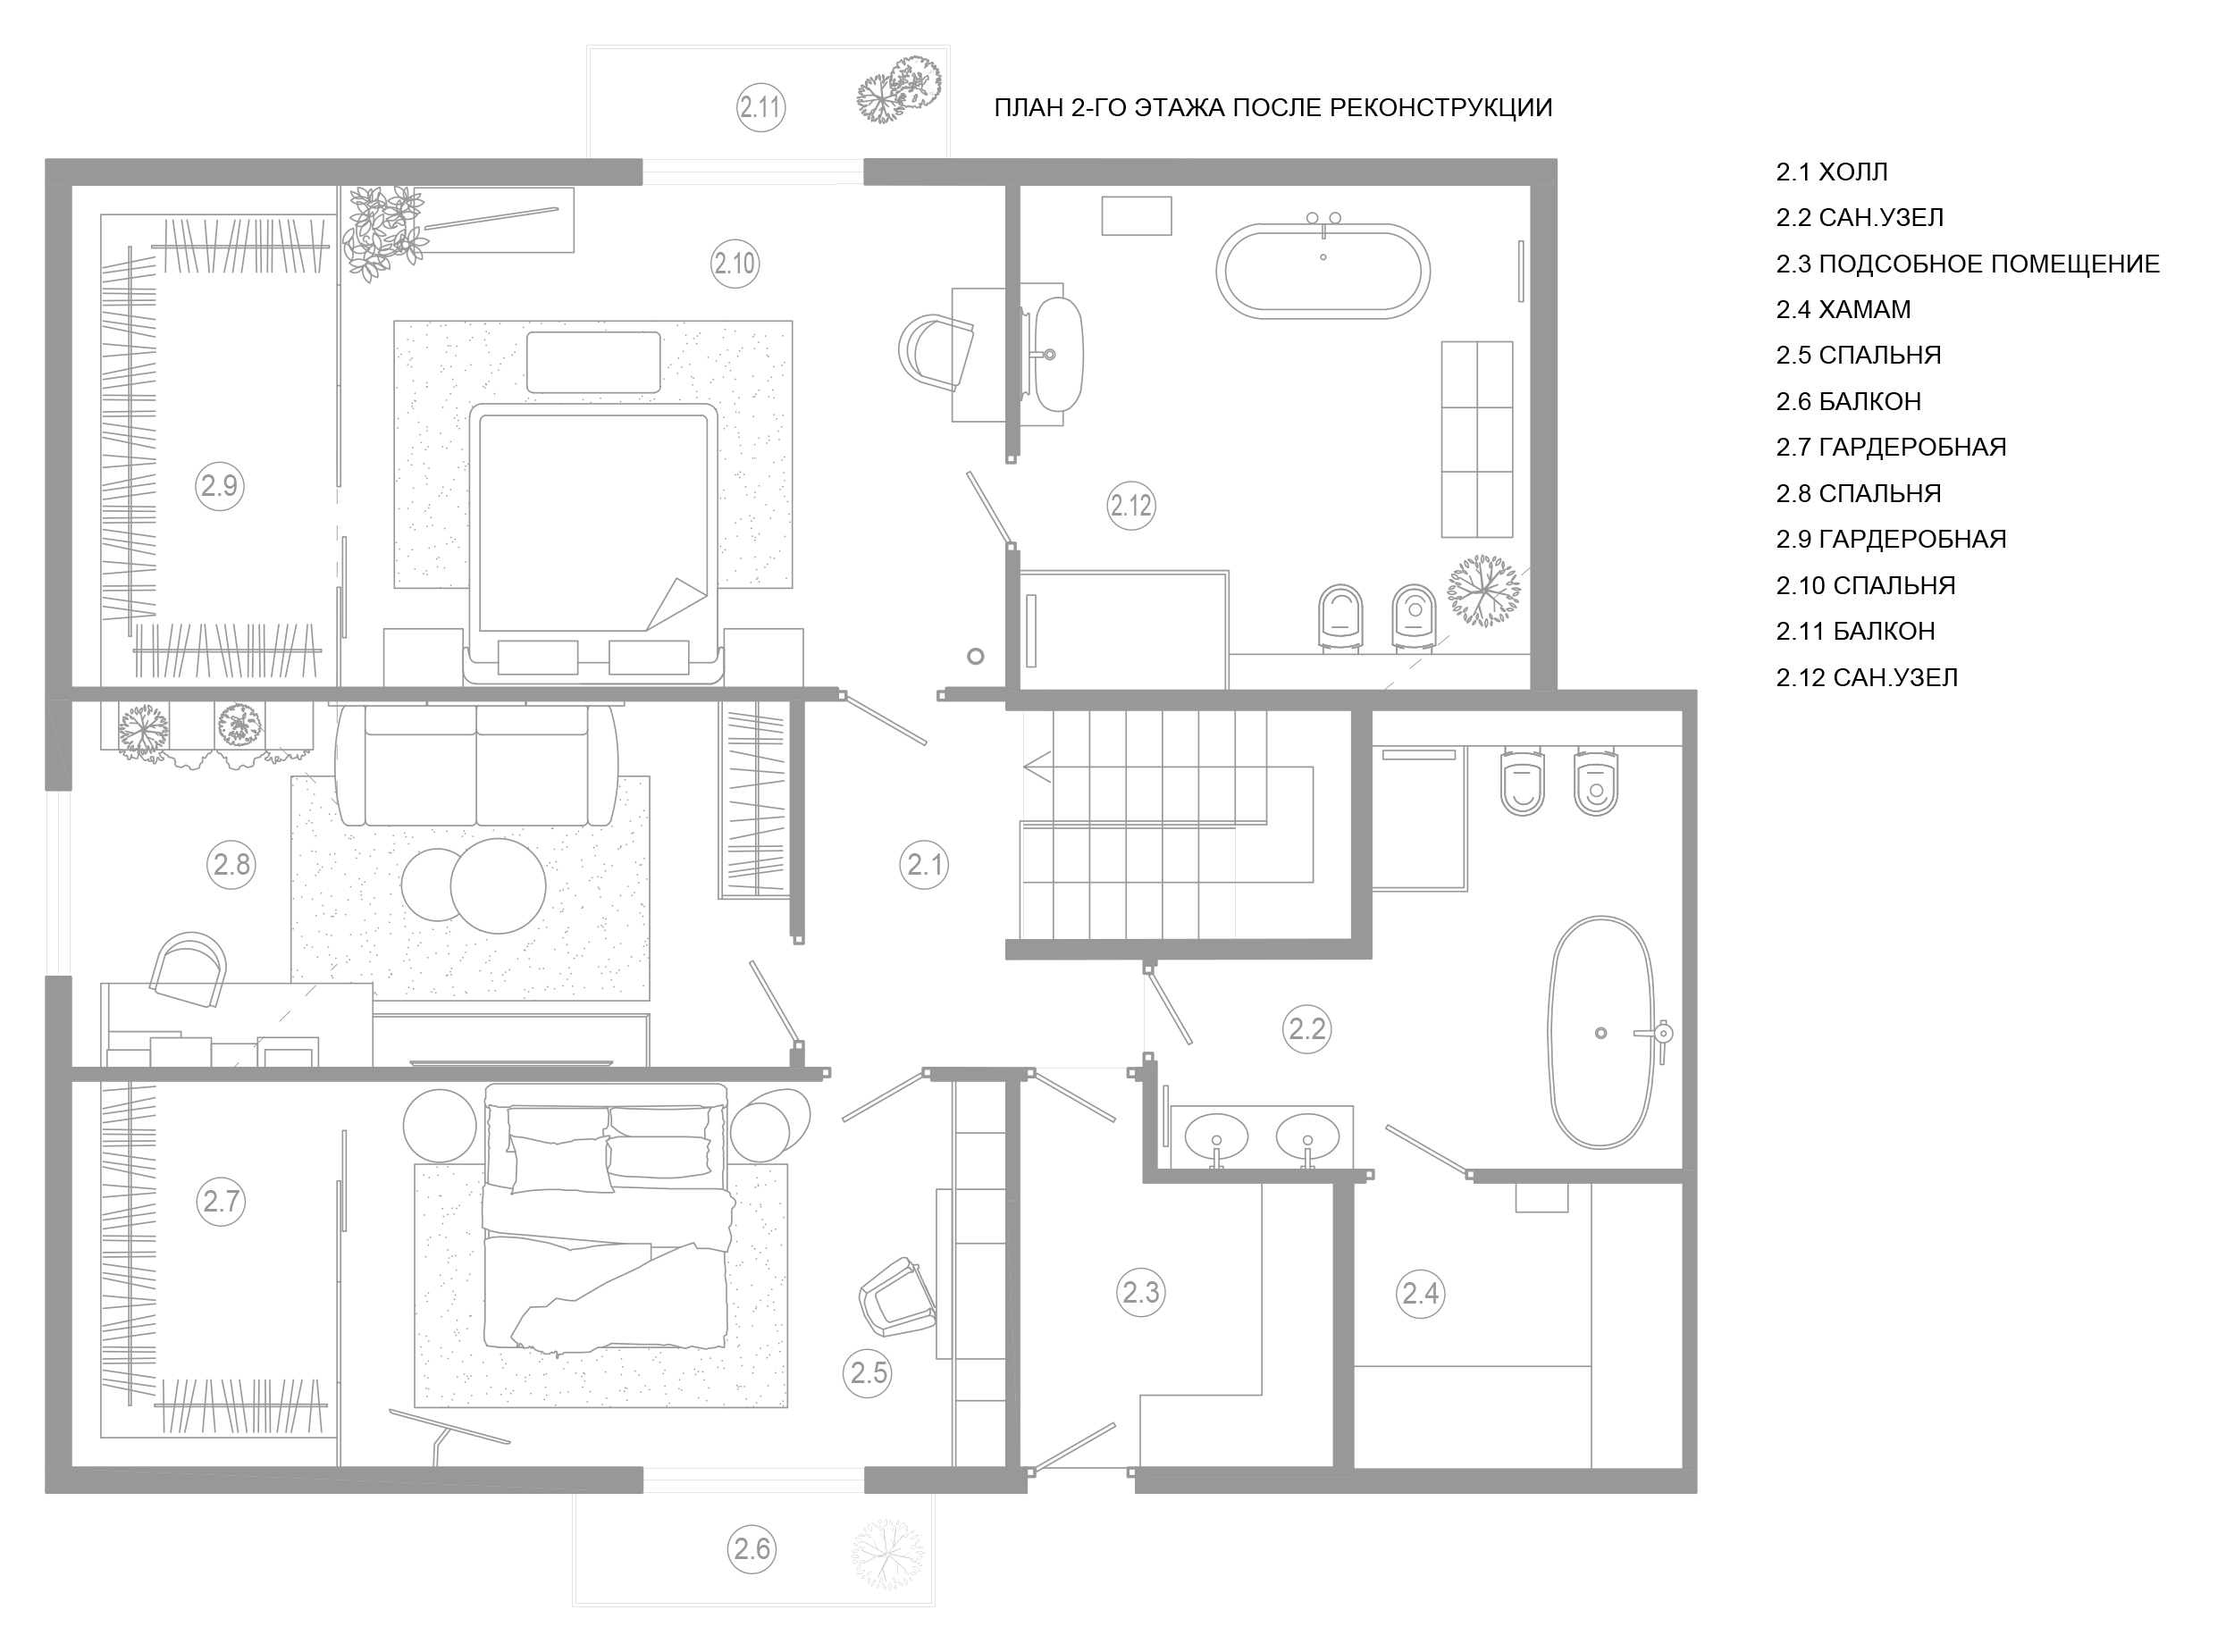 2.11
ПЛАН 2-ГО ЭТАЖА ПОСЛЕ РЕКОНСТРУКЦИИ
2.1 ХОЛЛ
2.2 САН.УЗЕЛ
2.3 ПОДСОБНОЕ ПОМЕЩЕНИЕ
2.4 ХАМАМ
2.5 СПАЛЬНЯ
2.6 БАЛКОН
2.7 ГАРДЕРОБНАЯ
2.8 СПАЛЬНЯ
2.9 ГАРДЕРОБНАЯ
2.10 СПАЛЬНЯ
2.11 БАЛКОН
2.12 САН.УЗЕЛ
2.10
2.9
2.12
2.8
2.1
2.2
2.7
2.3
2.4
2.5
2.6